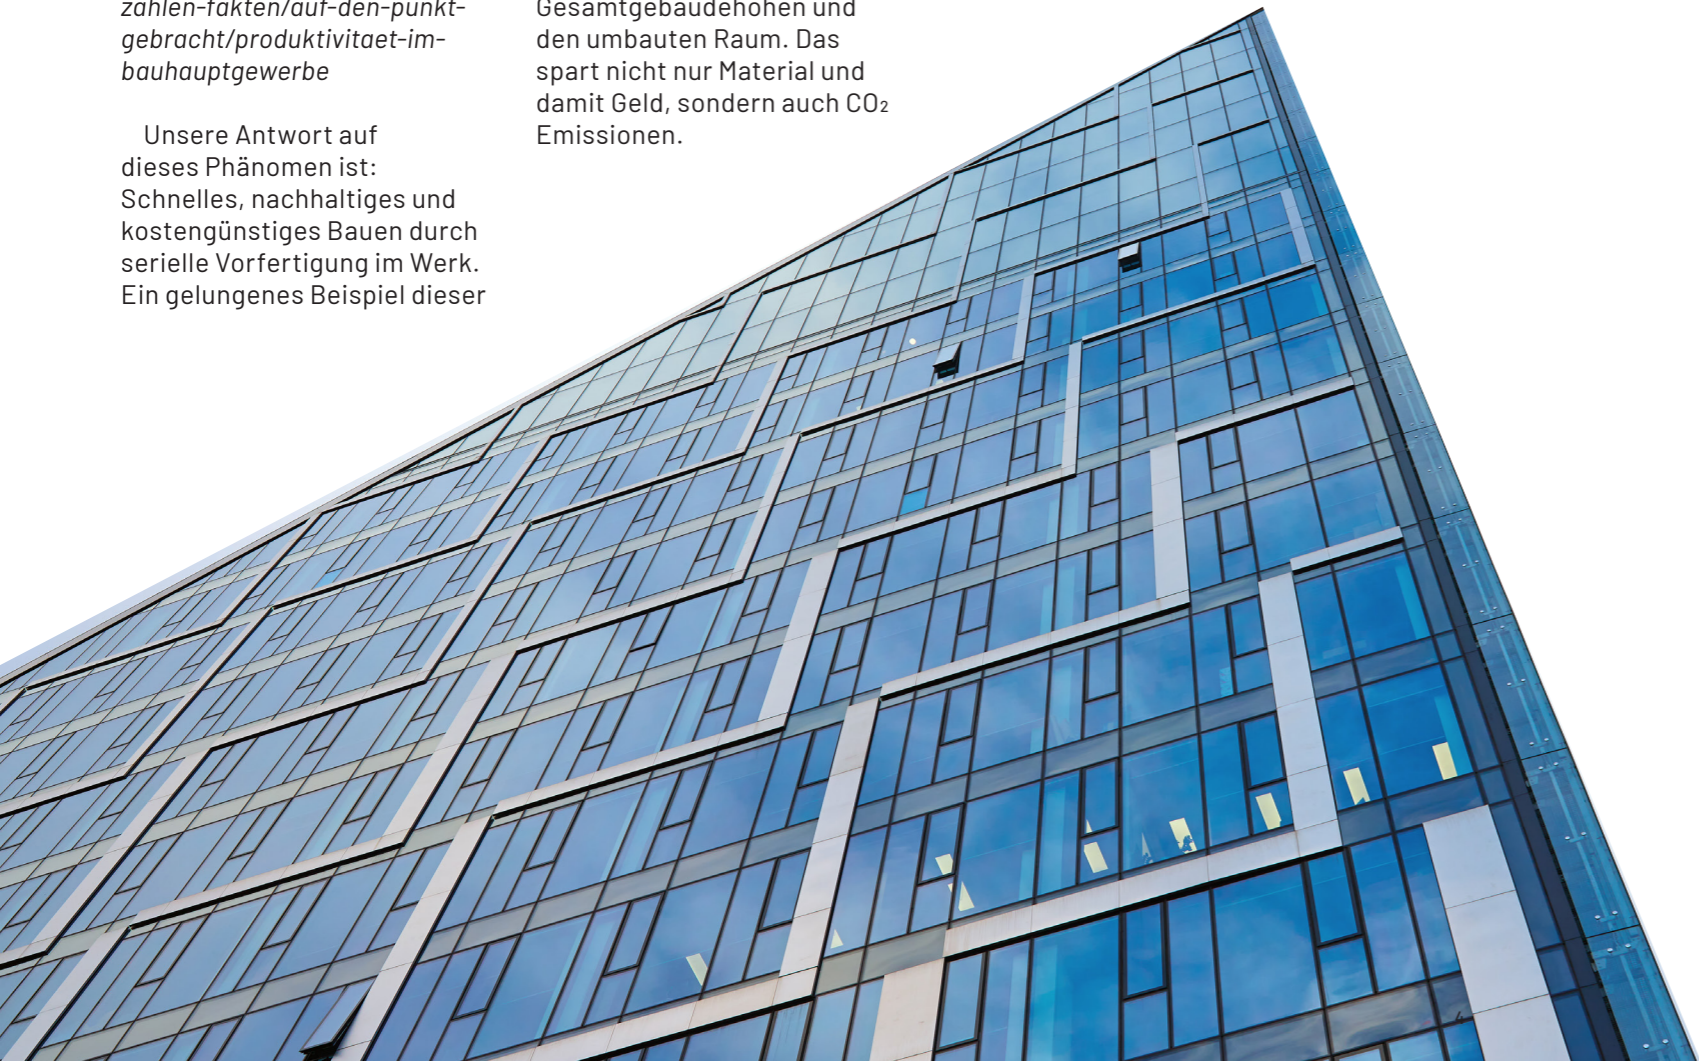 zahlen-fakten/auf-den-punkt-
gebracht/produktivitaet-im-
bauhauptgewerbe
Unsere Antwort auf
dieses Phänomen ist:
Schnelles, nachhaltiges und
kostengünstiges Bauen durch
serielle Vorfertigung im Werk.
Ein gelungenes Beispiel dieser
Gesamtgebäudehöhen und
den umbauten Raum. Das
spart nicht nur Material und
damit Geld, sondern auch CO₂
Emissionen.